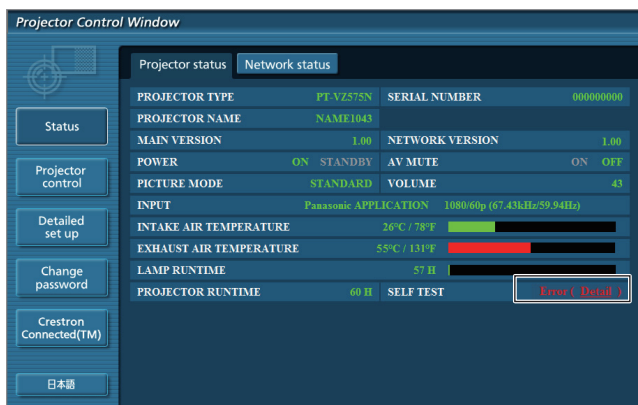 Projector Control Window
Projector status Network status
Status
Projector control
Detailed set up
Change password
Crestron Connected(TM)
日本語
PROJECTOR TYPE PT-VZ575N SERIAL NUMBER 000000000
PROJECTOR NAME NAME1043
MAIN VERSION 1.00 NETWORK VERSION 1.00
POWER ON STANDBY AV MUTE ON OFF
PICTURE MODE STANDARD VOLUME 43
INPUT Panasonic APPLICATION 1080/60p (67.43kHz/59.94Hz)
INTAKE AIR TEMPERATURE 26°C / 78°F
EXHAUST AIR TEMPERATURE 55°C / 131°F
LAMP RUNTIME 57 H
PROJECTOR RUNTIME 60 H SELF TEST Error ( Detail )